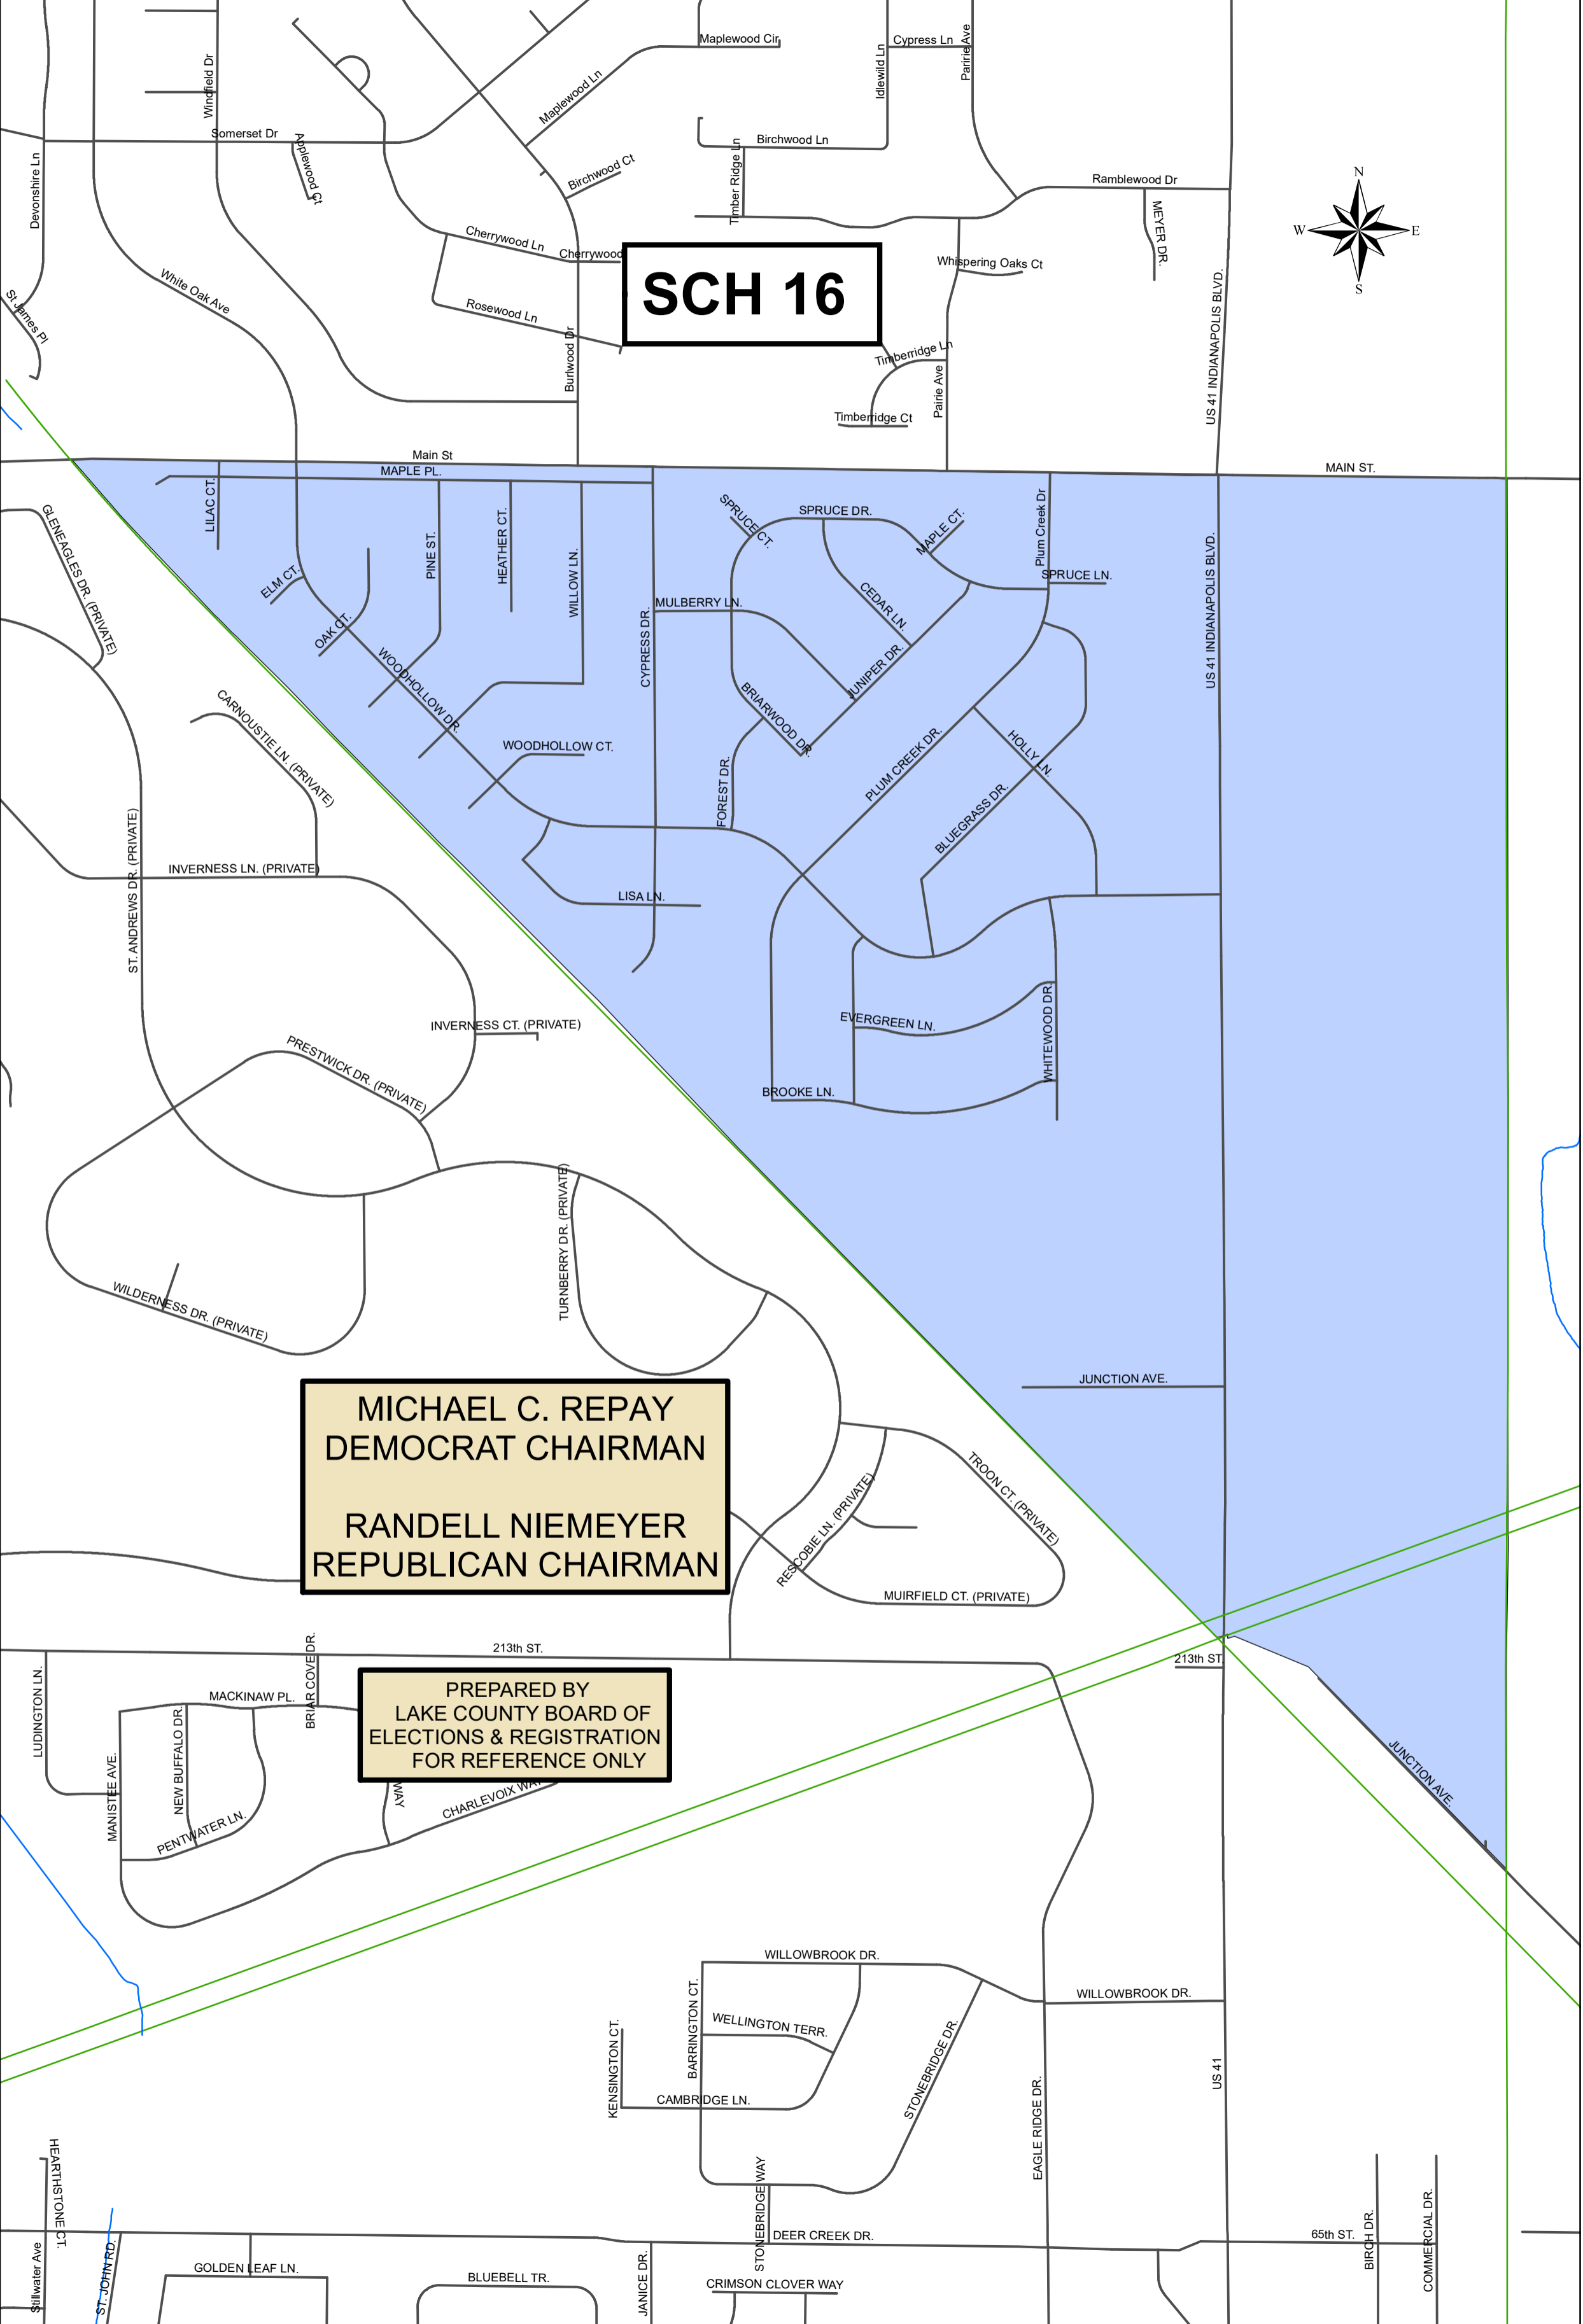 Maplewood Cir
Cypress Ln
Paririe Ave
Idlewild Ln
Windfield Dr
Maplewood Ln
Somerset Dr
Applewood Ct
Birchwood Ln
Timber Ridge Ln
Birchwood Ct
Devonshire Ln
Ramblewood Dr
MEYER DR.
N
W
E
S
Cherrywood Ln
Cherrywood
Whispering Oaks Ct
White Oak Ave
St James Pl
SCH 16
Rosewood Ln
Burlwood Dr
Timberridge Ln
Pairie Ave
US 41 INDIANAPOLIS BLVD.
Timberridge Ct
Main St
MAPLE PL.
MAIN ST.
LILAC CT.
GLENEAGLES DR. (PRIVATE)
PINE ST.
HEATHER CT.
WILLOW LN.
SPRUCE CT.
SPRUCE DR.
MAPLE CT.
Plum Creek Dr
SPRUCE LN.
ELM CT.
OAK CT.
MULBERRY LN.
CEDAR LN.
CYPRESS DR.
US 41 INDIANAPOLIS BLVD.
WOODHOLLOW DR.
JUNIPER DR.
BRIARWOOD DR.
CARNOUSTIE LN. (PRIVATE)
WOODHOLLOW CT.
FOREST DR.
PLUM CREEK DR.
HOLLY LN.
BLUEGRASS DR.
ST. ANDREWS DR. (PRIVATE)
INVERNESS LN. (PRIVATE)
LISA LN.
INVERNESS CT. (PRIVATE)
EVERGREEN LN.
WHITEWOOD DR.
PRESTWICK DR. (PRIVATE)
BROOKE LN.
TURNBERRY DR. (PRIVATE)
WILDERNESS DR. (PRIVATE)
JUNCTION AVE.
MICHAEL C. REPAY
DEMOCRAT CHAIRMAN
RANDELL NIEMEYER
REPUBLICAN CHAIRMAN
RESCOBIE LN. (PRIVATE)
TROON CT. (PRIVATE)
MUIRFIELD CT. (PRIVATE)
213th ST.
213th ST.
LUDINGTON LN.
MACKINAW PL.
BRIAR COVE DR.
NEW BUFFALO DR.
MANISTEE AVE.
PENTWATER LN.
PREPARED BY
LAKE COUNTY BOARD OF
ELECTIONS & REGISTRATION
FOR REFERENCE ONLY
WAY
CHARLEVOIX WAY
JUNCTION AVE.
WILLOWBROOK DR.
WILLOWBROOK DR.
BARRINGTON CT.
WELLINGTON TERR.
KENSINGTON CT.
CAMBRIDGE LN.
STONEBRIDGE DR.
US 41
EAGLE RIDGE DR.
HEARTHSTONE CT.
STONEBRIDGE WAY
DEER CREEK DR.
65th ST.
BIRCH DR.
COMMERCIAL DR.
Stillwater Ave
ST. JOHN RD.
GOLDEN LEAF LN.
BLUEBELL TR.
JANICE DR.
CRIMSON CLOVER WAY